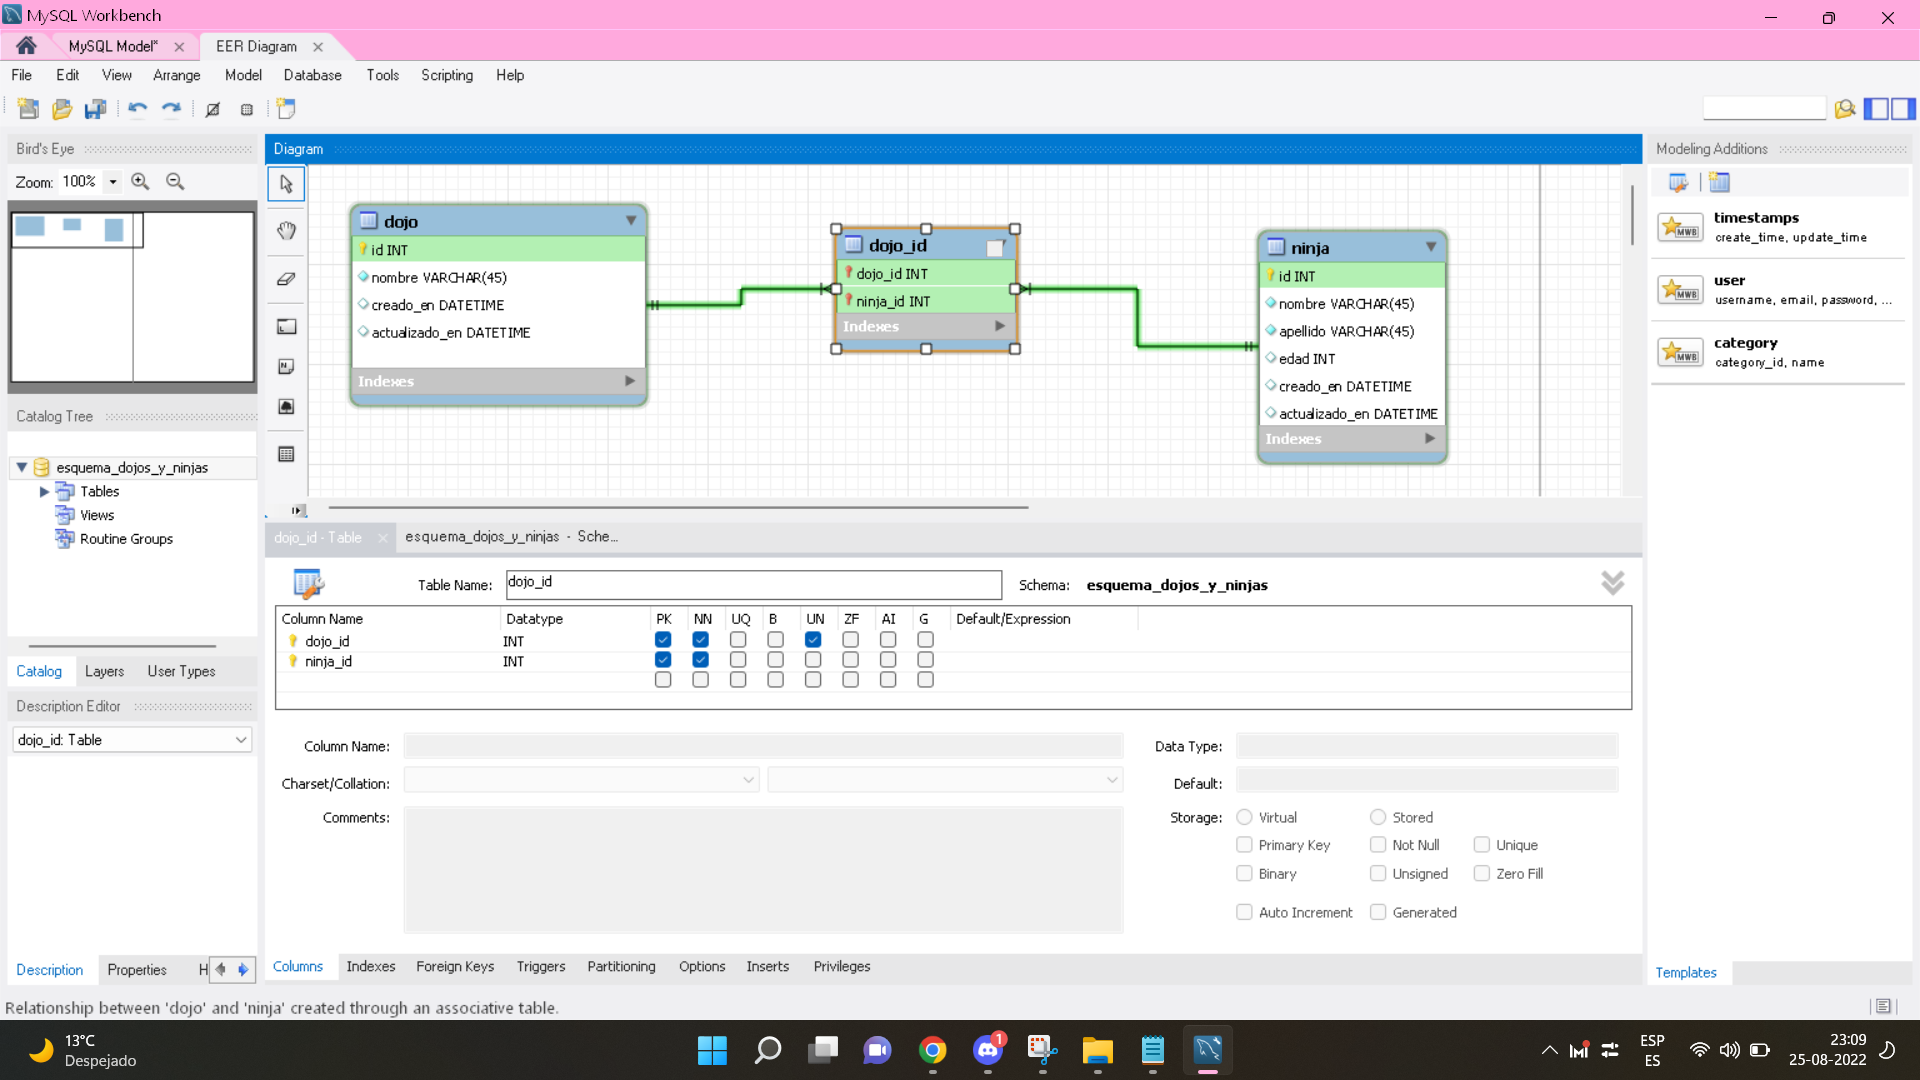 MySQL Workbench
MySQL Model*
EER Diagram
File Edit View Arrange Model Database Tools Scripting Help
Bird's Eye
Zoom: 100%
Diagram
dojo
id INT
nombre VARCHAR(45)
creado_en DATETIME
actualizado_en DATETIME
Indexes
dojo_id
dojo_id INT
ninja_id INT
Indexes
ninja
id INT
nombre VARCHAR(45)
apellido VARCHAR(45)
edad INT
creado_en DATETIME
actualizado_en DATETIME
Indexes
Modeling Additions
MWB
timestamps
create_time, update_time
MWB
user
username, email, password, ...
MWB
category
category_id, name
Templates
Catalog Tree
esquema_dojos_y_ninjas
Tables
Views
Routine Groups
Catalog Layers User Types
Description Editor
dojo_id: Table
Description Properties H
dojo_id - Table
esquema_dojos_y_ninjas - Sche...
Table Name: dojo_id
Schema: esquema_dojos_y_ninjas
Column Name Datatype PK NN UQ B UN ZF AI G Default/Expression
dojo_id INT
ninja_id INT
Column Name:
Data Type:
Charset/Collation:
Default:
Comments:
Storage: Virtual Stored
Primary Key Not Null Unique
Binary Unsigned Zero Fill
Auto Increment Generated
Columns Indexes Foreign Keys Triggers Partitioning Options Inserts Privileges
Relationship between 'dojo' and 'ninja' created through an associative table.
13°C
Despejado
1
ESP
ES
23:09
25-08-2022